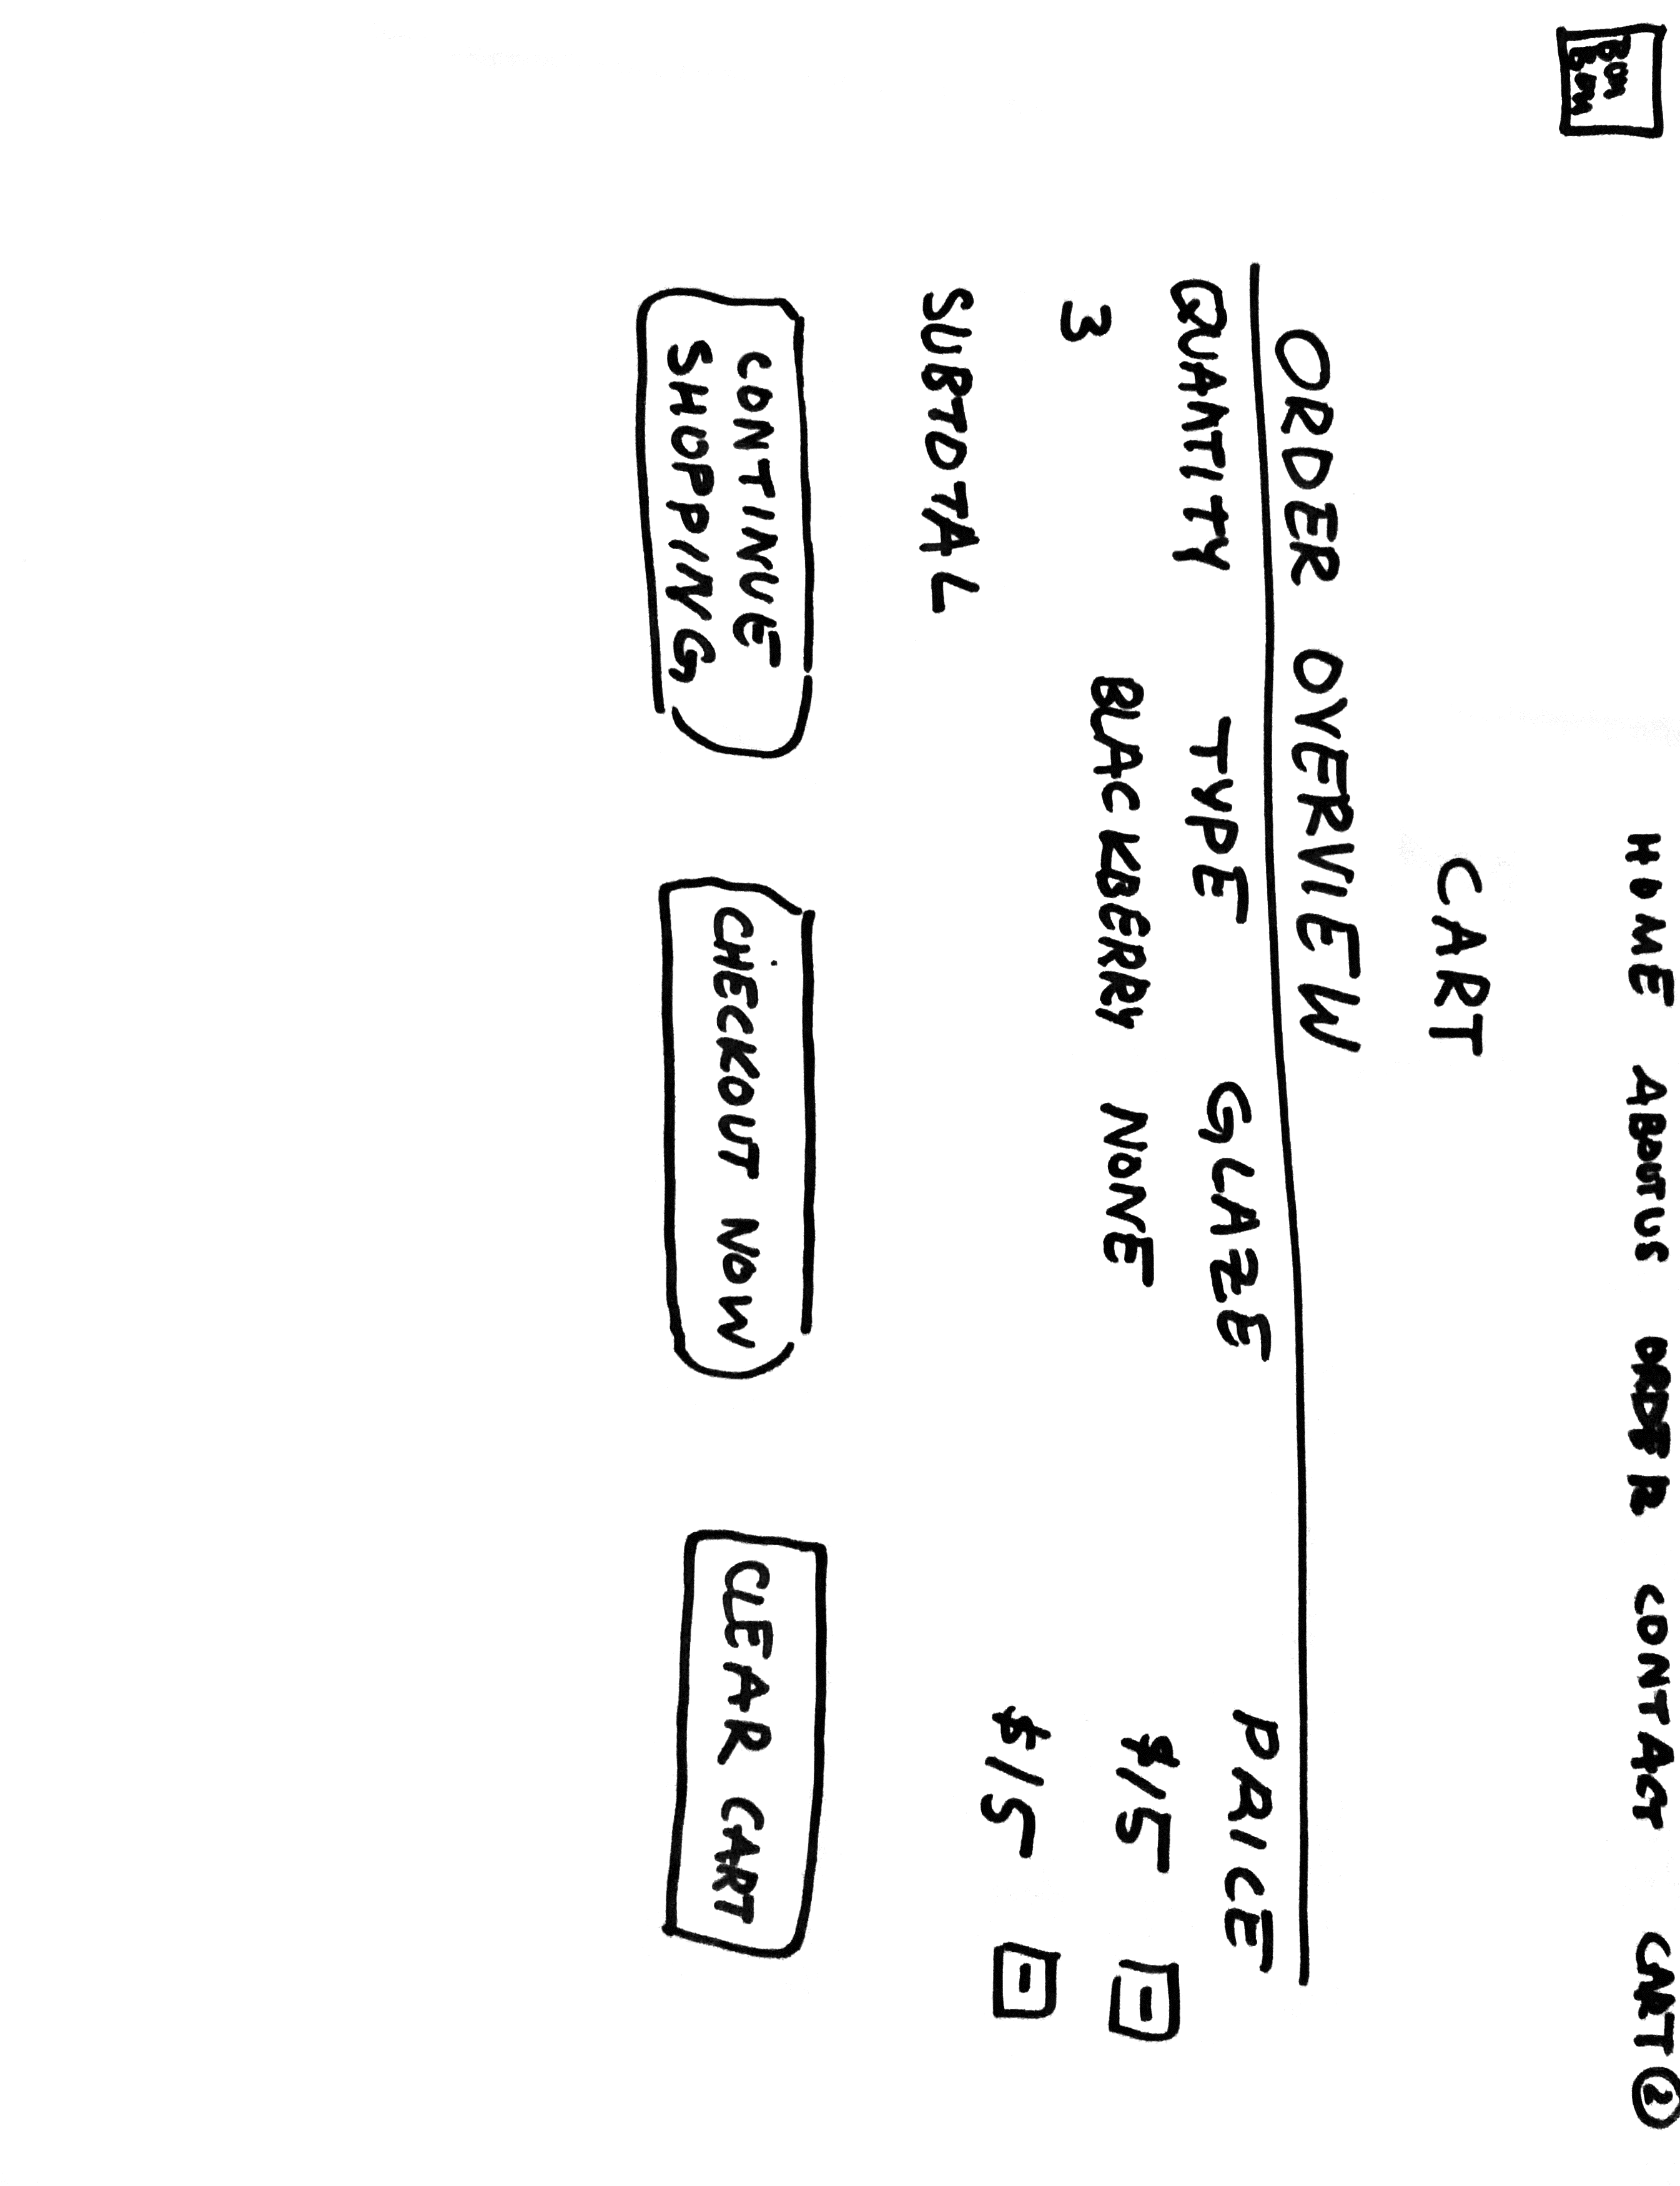 BUN
BUN
HOME ABOUT US ORDER CONTACT CART 2
CART
ORDER OVERVIEW
QUANTITY TYPE GLAZE PRICE
3 BLACKBERRY NONE $15
SUBTOTAL $15
CONTINUE
SHOPPING
CHECKOUT NOW
CLEAR CART